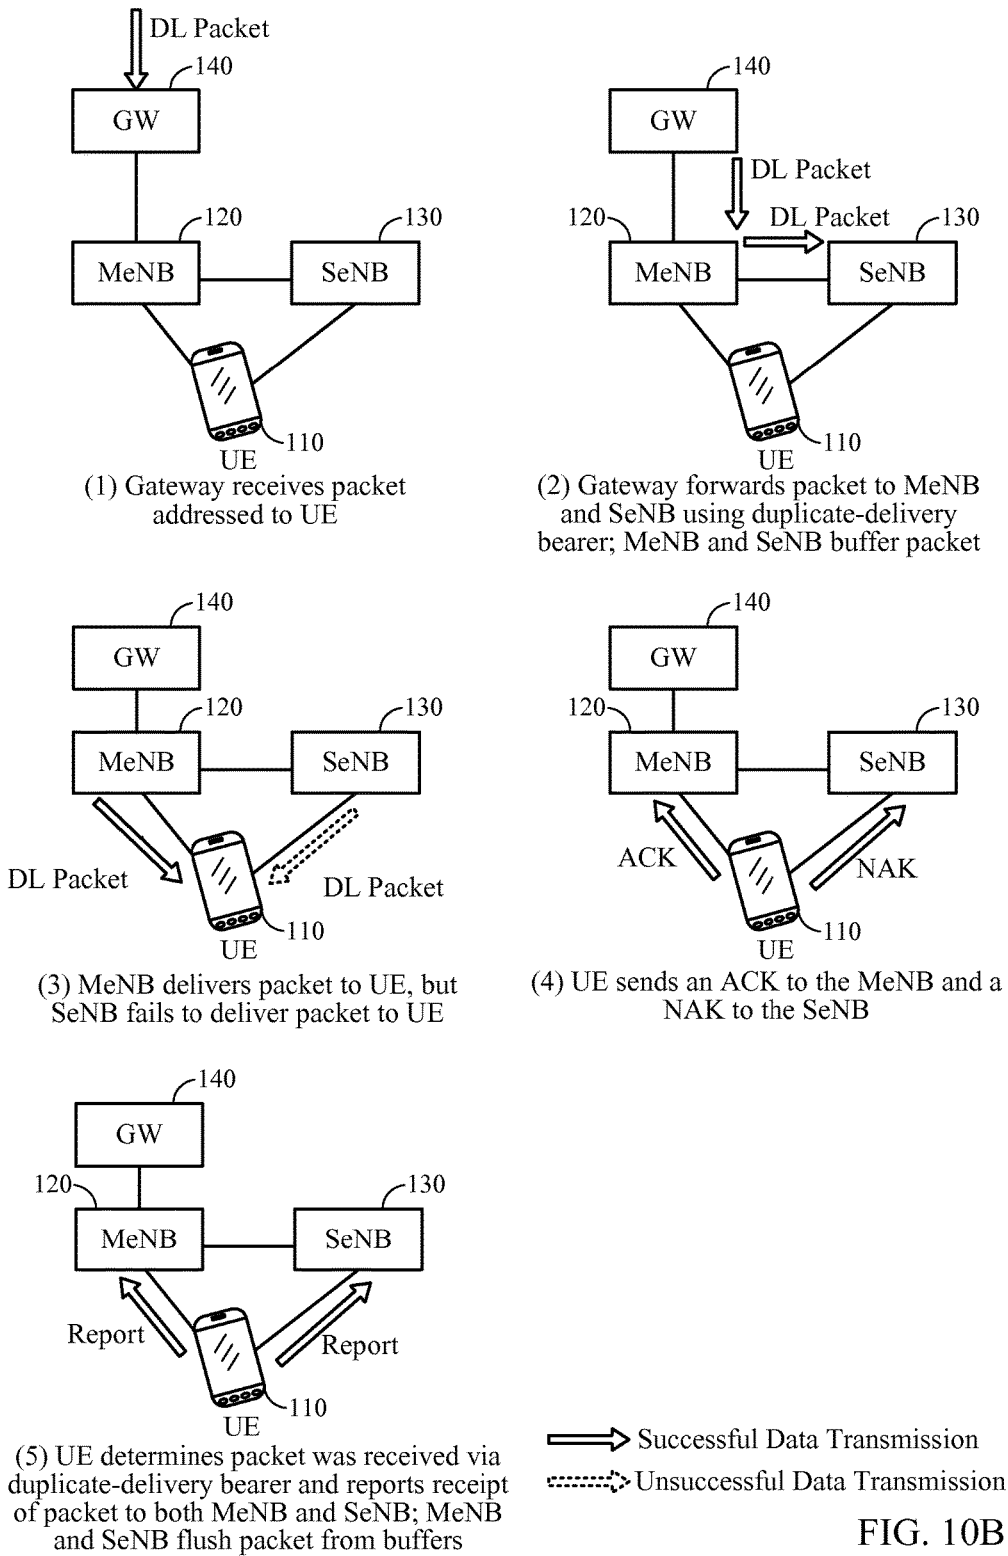 DL Packet
140
GW
120
130
MeNB
SeNB
110
UE
(1) Gateway receives packet
addressed to UE
140
GW
DL Packet
120
DL Packet
130
MeNB
SeNB
110
UE
(2) Gateway forwards packet to MeNB
and SeNB using duplicate-delivery
bearer; MeNB and SeNB buffer packet
140
GW
120
130
MeNB
SeNB
DL Packet
DL Packet
110
UE
(3) MeNB delivers packet to UE, but
SeNB fails to deliver packet to UE
140
GW
120
130
MeNB
SeNB
ACK
NAK
110
UE
(4) UE sends an ACK to the MeNB and a
NAK to the SeNB
140
GW
120
130
MeNB
SeNB
Report
Report
110
UE
(5) UE determines packet was received via
duplicate-delivery bearer and reports receipt
of packet to both MeNB and SeNB; MeNB
and SeNB flush packet from buffers
Successful Data Transmission
Unsuccessful Data Transmission
FIG. 10B